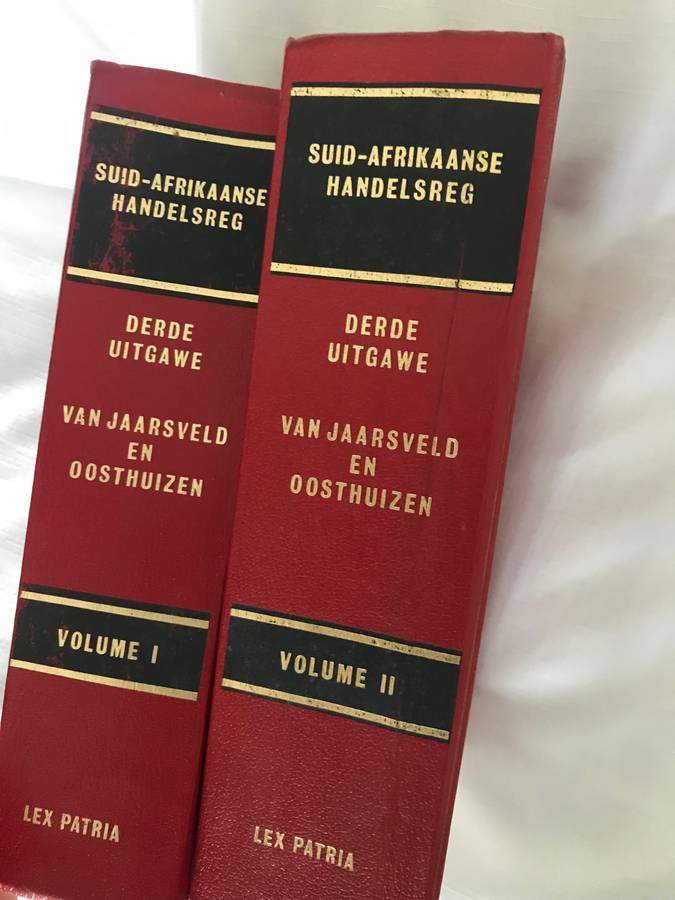 SUID-AFRIKAANSE
HANDELSREG
DERDE
UITGAWE
VAN JAARSVELD
EN
OOSTHUIZEN
VOLUME I
LEX PATRIA
SUID-AFRIKAANSE
HANDELSREG
DERDE
UITGAWE
VAN JAARSVELD
EN
OOSTHUIZEN
VOLUME II
LEX PATRIA